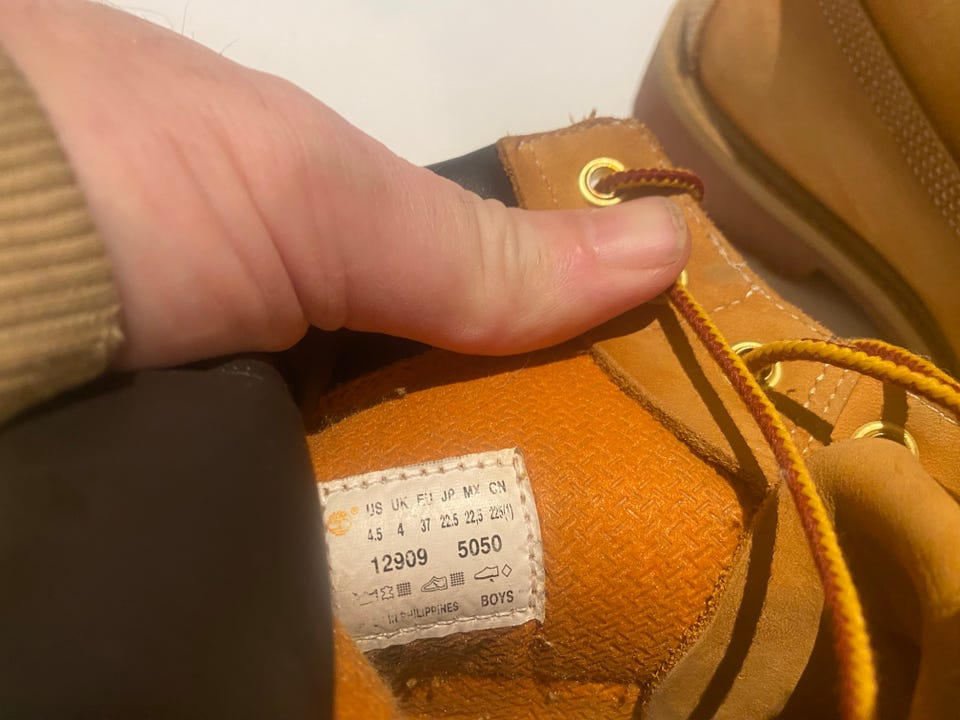 US UK EU JP MX CN
4.5 4 37 22.5 22,5 225(1)
12909 5050
IN PHILIPPINES BOYS